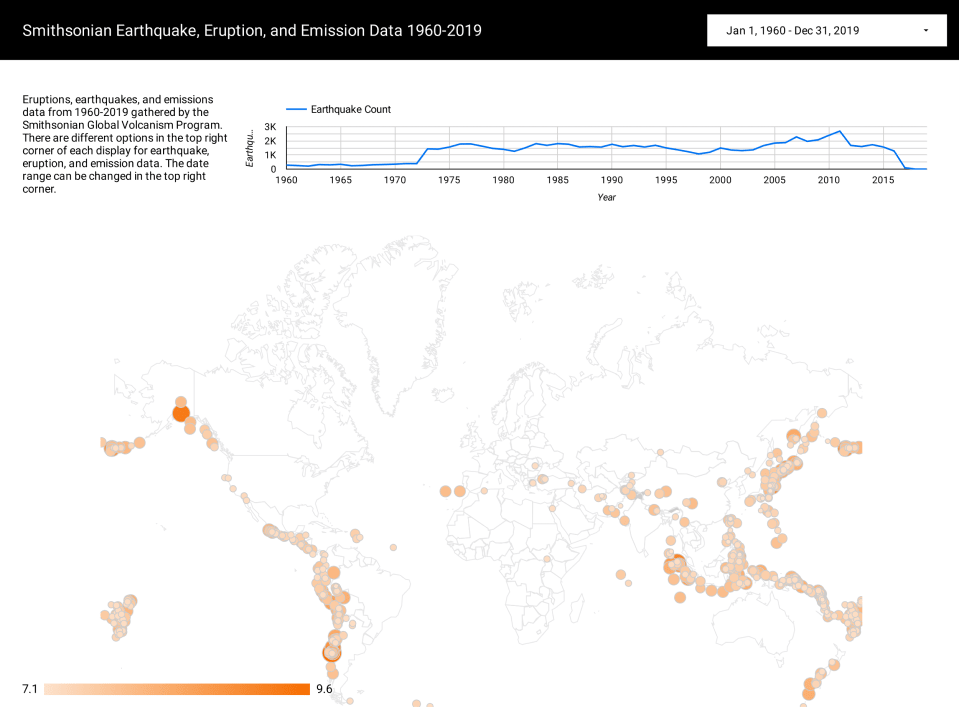 Smithsonian Earthquake, Eruption, and Emission Data 1960-2019
Jan 1, 1960 - Dec 31, 2019
Eruptions, earthquakes, and emissions
data from 1960-2019 gathered by the
Smithsonian Global Volcanism Program.
There are different options in the top right
corner of each display for earthquake,
eruption, and emission data. The date
range can be changed in the top right
corner.
Earthquake Count
Earthqu...
3K
2K
1K
0
1960 1965 1970 1975 1980 1985 1990 1995 2000 2005 2010 2015
Year
7.1 9.6